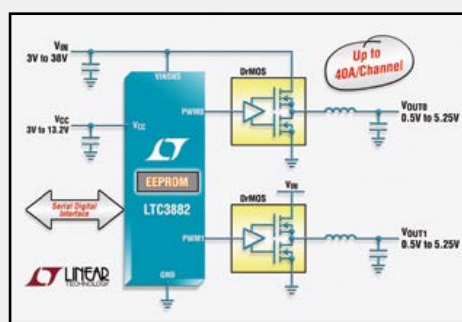 VIN
3V to 38V
VINSNS
DrMOS
Up to
40A/Channel
VCC
3V to 13.2V
VCC
PWM0
VOUT0
0.5V to 5.25V
EEPROM
LTC3882
DrMOS
VIN
Serial Digital
Interface
PWM1
VOUT1
0.5V to 5.25V
GND
LINEAR
TECHNOLOGY